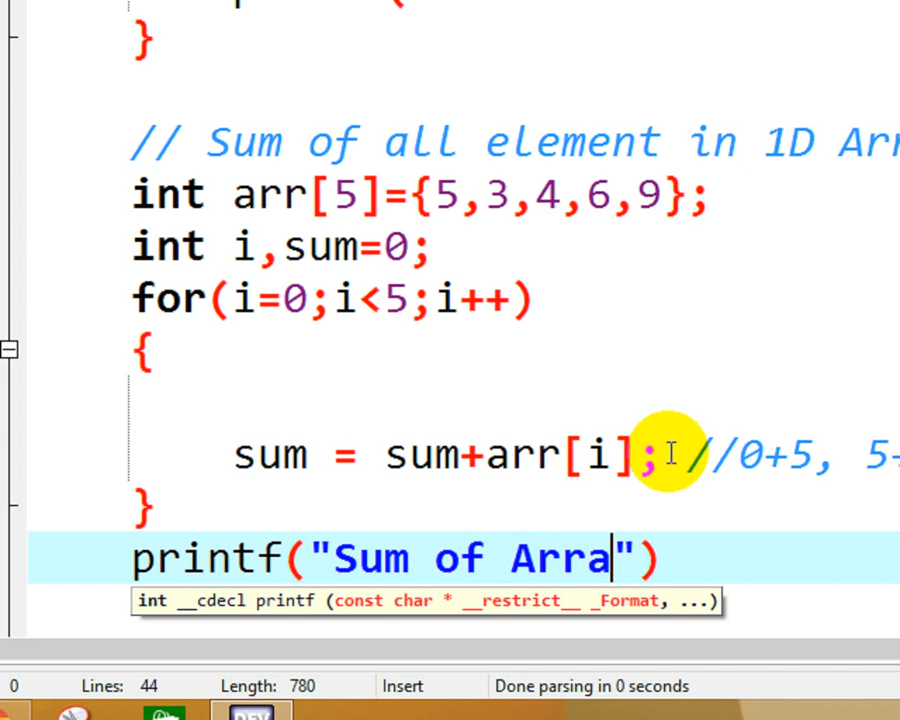 }
// Sum of all element in 1D Arr
int arr[5]={5,3,4,6,9};
int i,sum=0;
for(i=0;i<5;i++)
{
sum = sum+arr[i]; //0+5, 5+
}
printf("Sum of Arra")
int __cdecl printf (const char * __restrict__ _Format, ...)
0 Lines: 44 Length: 780 Insert Done parsing in 0 seconds
DEV